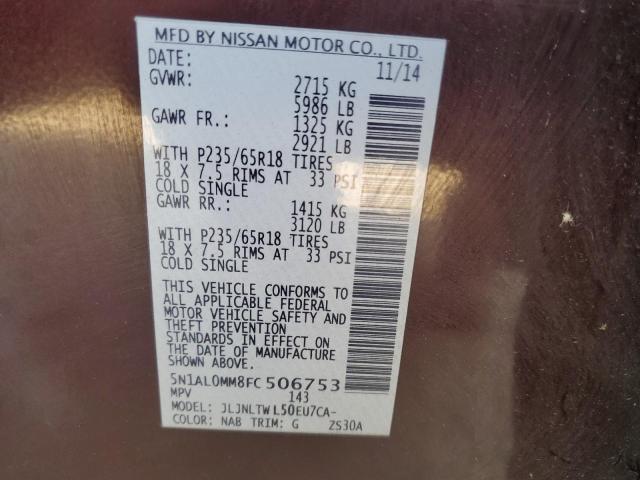 MFD BY NISSAN MOTOR CO., LTD.
DATE: 11/14
GVWR: 2715 KG
5986 LB
GAWR FR.: 1325 KG
2921 LB
WITH P235/65R18 TIRES
18 X 7.5 RIMS AT 33 PSI
COLD SINGLE
GAWR RR.: 1415 KG
3120 LB
WITH P235/65R18 TIRES
18 X 7.5 RIMS AT 33 PSI
COLD SINGLE
THIS VEHICLE CONFORMS TO
ALL APPLICABLE FEDERAL
MOTOR VEHICLE SAFETY AND
THEFT PREVENTION
STANDARDS IN EFFECT ON
THE DATE OF MANUFACTURE
SHOWN ABOVE.
5N1AL0MM8FC 506753
MPV 143
MODEL: JLJNLTW L50EU7CA-
COLOR: NAB TRIM: G ZS30A